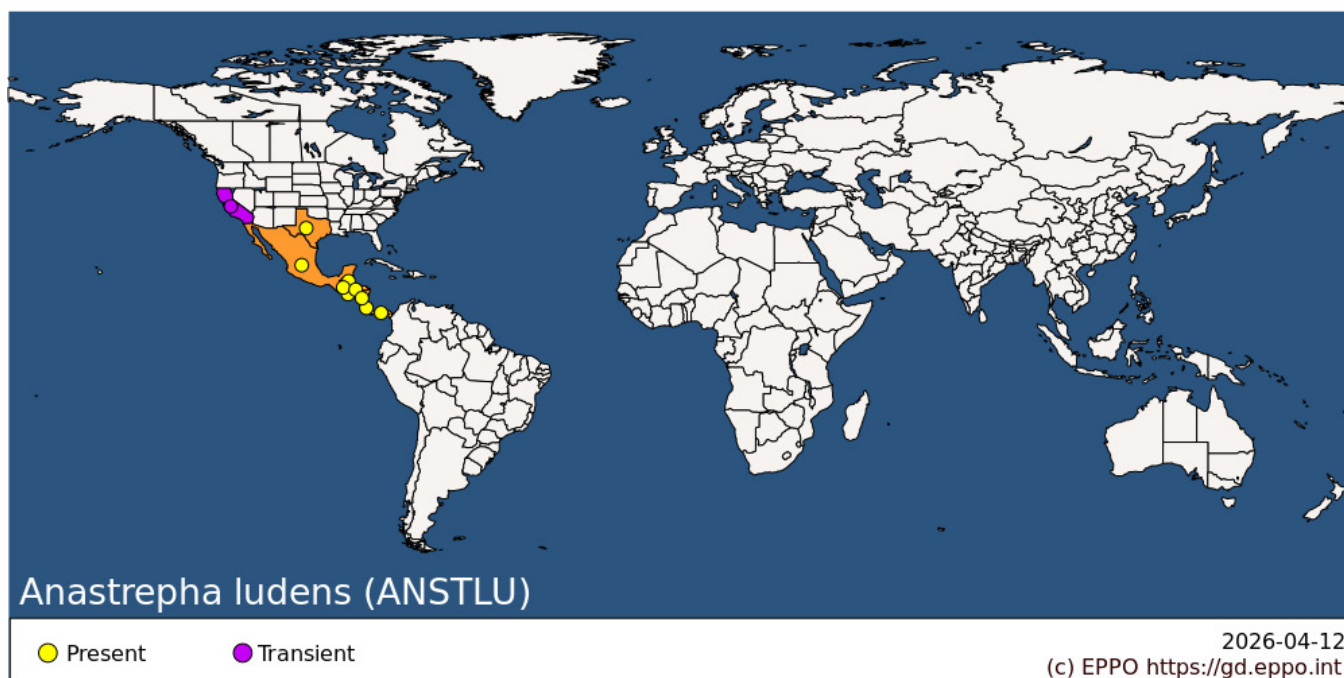 Anastrepha ludens (ANSTLU)
Present
Transient
2026-04-12
(c) EPPO https://gd.eppo.int